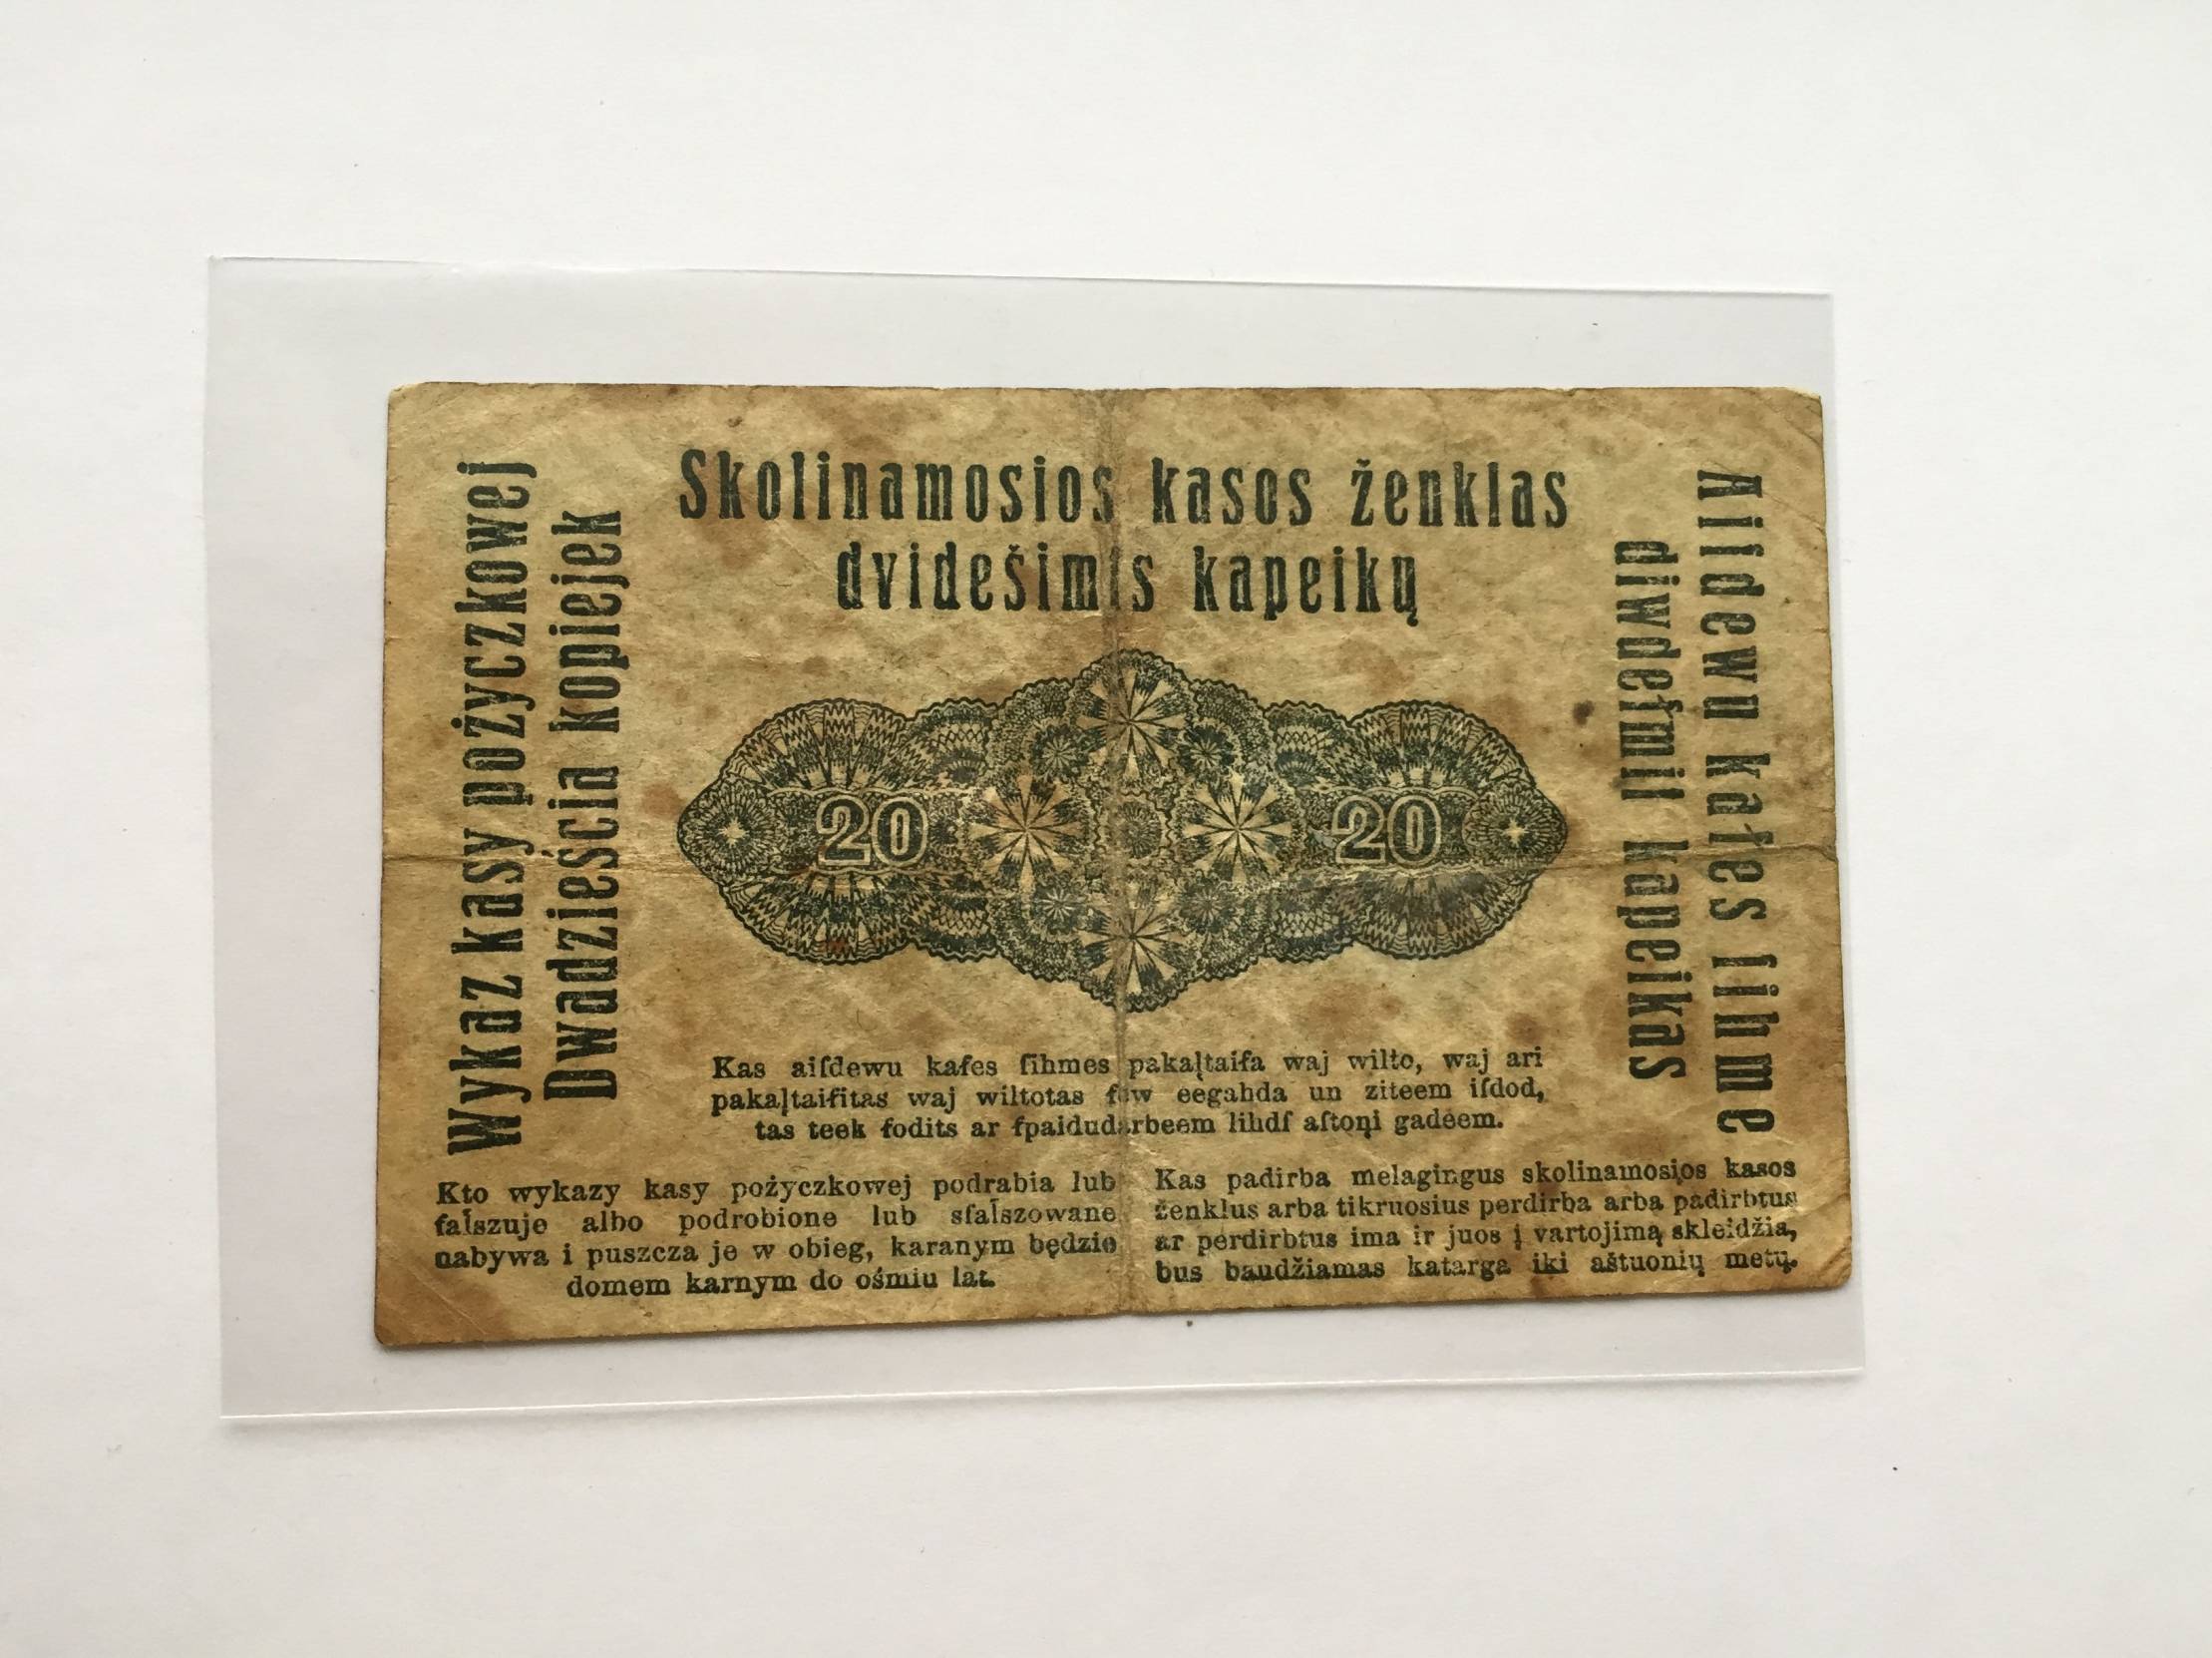 Skolinamosios kasos ženklas
dvidešimts kapeikų
Wykaz kasy pożyczkowej
Dwadzieścia kopiejek
20 20
Aiſdewu kaſes ſihme
diwdeſmit kapeikas
Kas aiſdewu kaſes ſihmes pakaļtaiſa waj wilto, waj ari
pakaļtaiſitas waj wiltotas ſew eegahda un ziteem iſdod,
tas teek ſodits ar ſpaidudarbeem lihdſ aſtoņi gadeem.
Kto wykazy kasy pożyczkowej podrabia lub
fałszuje albo podrobione lub sfałszowane
nabywa i puszcza je w obieg, karanym będzie
domem karnym do ośmiu lat.
Kas padirba melagingus skolinamosios kasos
ženklus arba tikruosius perdirba arba padirbtus
ar perdirbtus ima ir juos į vartojimą skleidžia,
bus baudžiamas katarga iki aštuonių metų.